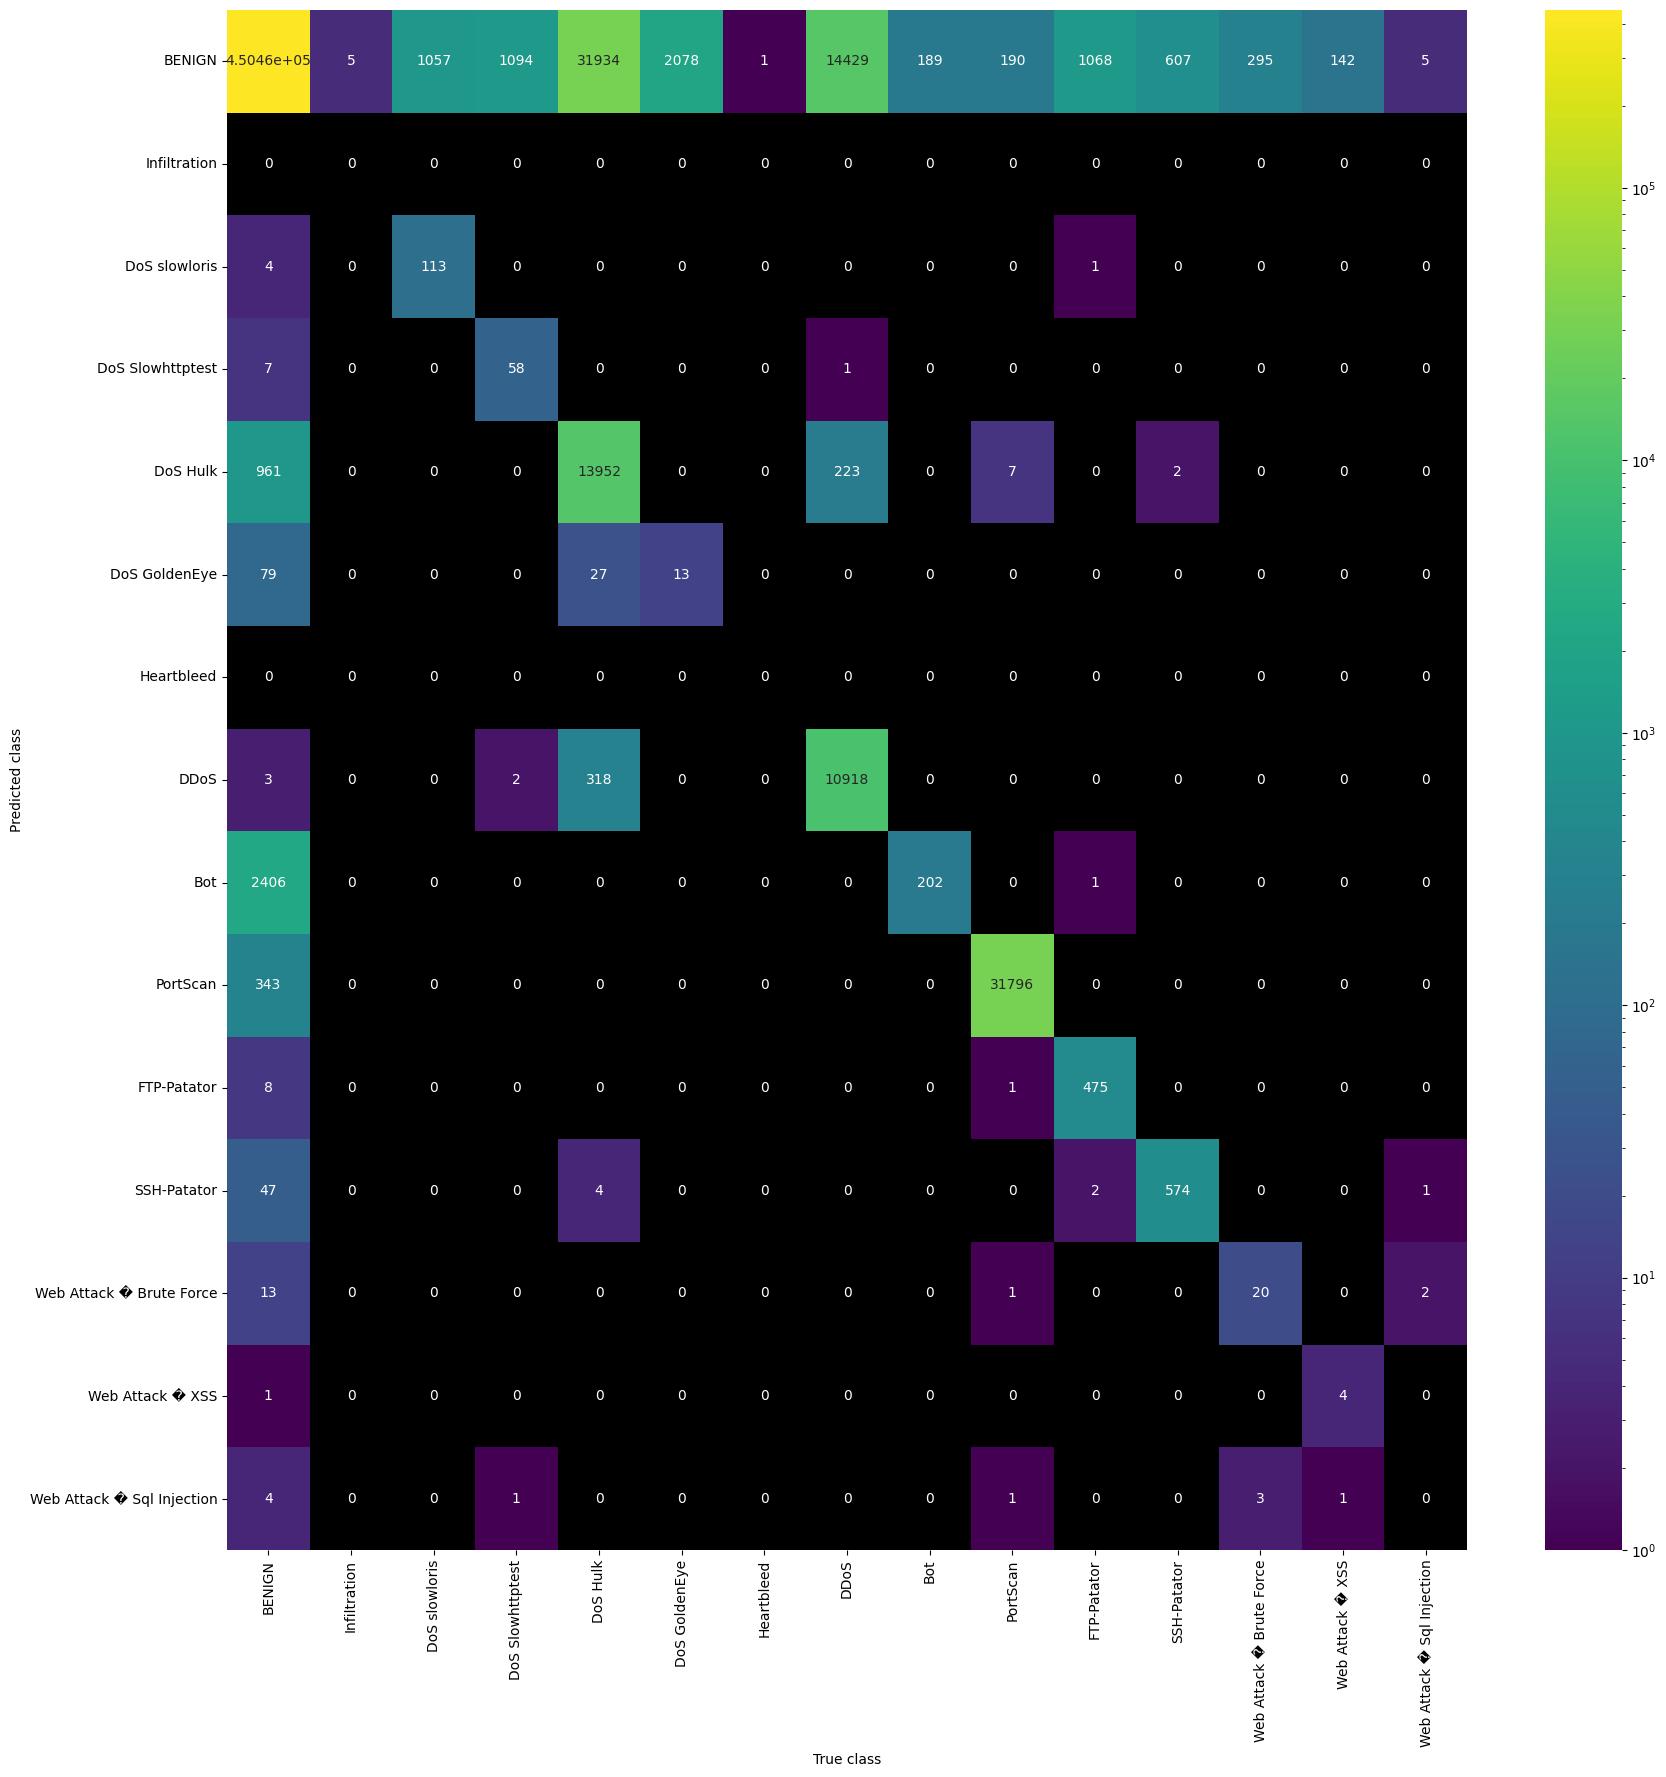 BENIGN 4.5046e+05 5 1057 1094 31934 2078 1 14429 189 190 1068 607 295 142 5
Infiltration 0 0 0 0 0 0 0 0 0 0 0 0 0 0 0
DoS slowloris 4 0 113 0 0 0 0 0 0 0 1 0 0 0 0
DoS Slowhttptest 7 0 0 58 0 0 0 1 0 0 0 0 0 0 0
DoS Hulk 961 0 0 0 13952 0 0 223 0 7 0 2 0 0 0
DoS GoldenEye 79 0 0 0 27 13 0 0 0 0 0 0 0 0 0
Heartbleed 0 0 0 0 0 0 0 0 0 0 0 0 0 0 0
DDoS 3 0 0 2 318 0 0 10918 0 0 0 0 0 0 0
Bot 2406 0 0 0 0 0 0 0 202 0 1 0 0 0 0
PortScan 343 0 0 0 0 0 0 0 0 31796 0 0 0 0 0
FTP-Patator 8 0 0 0 0 0 0 0 0 1 475 0 0 0 0
SSH-Patator 47 0 0 0 4 0 0 0 0 0 2 574 0 0 1
Web Attack � Brute Force 13 0 0 0 0 0 0 0 0 1 0 0 20 0 2
Web Attack � XSS 1 0 0 0 0 0 0 0 0 0 0 0 0 4 0
Web Attack � Sql Injection 4 0 0 1 0 0 0 0 0 1 0 0 3 1 0
Predicted class
BENIGN
Infiltration
DoS slowloris
DoS Slowhttptest
DoS Hulk
DoS GoldenEye
Heartbleed
DDoS
Bot
PortScan
FTP-Patator
SSH-Patator
Web Attack � Brute Force
Web Attack � XSS
Web Attack � Sql Injection
True class
10⁵
10⁴
10³
10²
10¹
10⁰